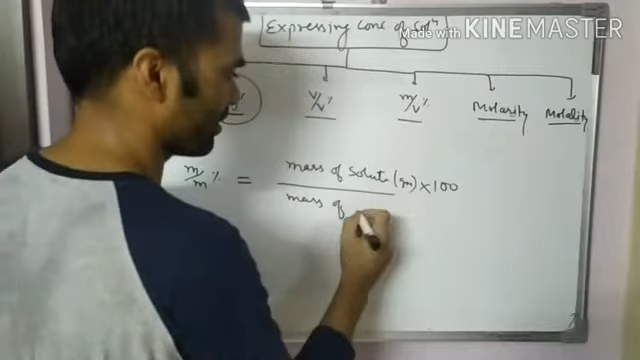 Expressing Conc of Solⁿ
Made with KINEMASTER
% V/V % m/V % Molarity Molality
m/m % = mass of Solute (m) × 100
mass of